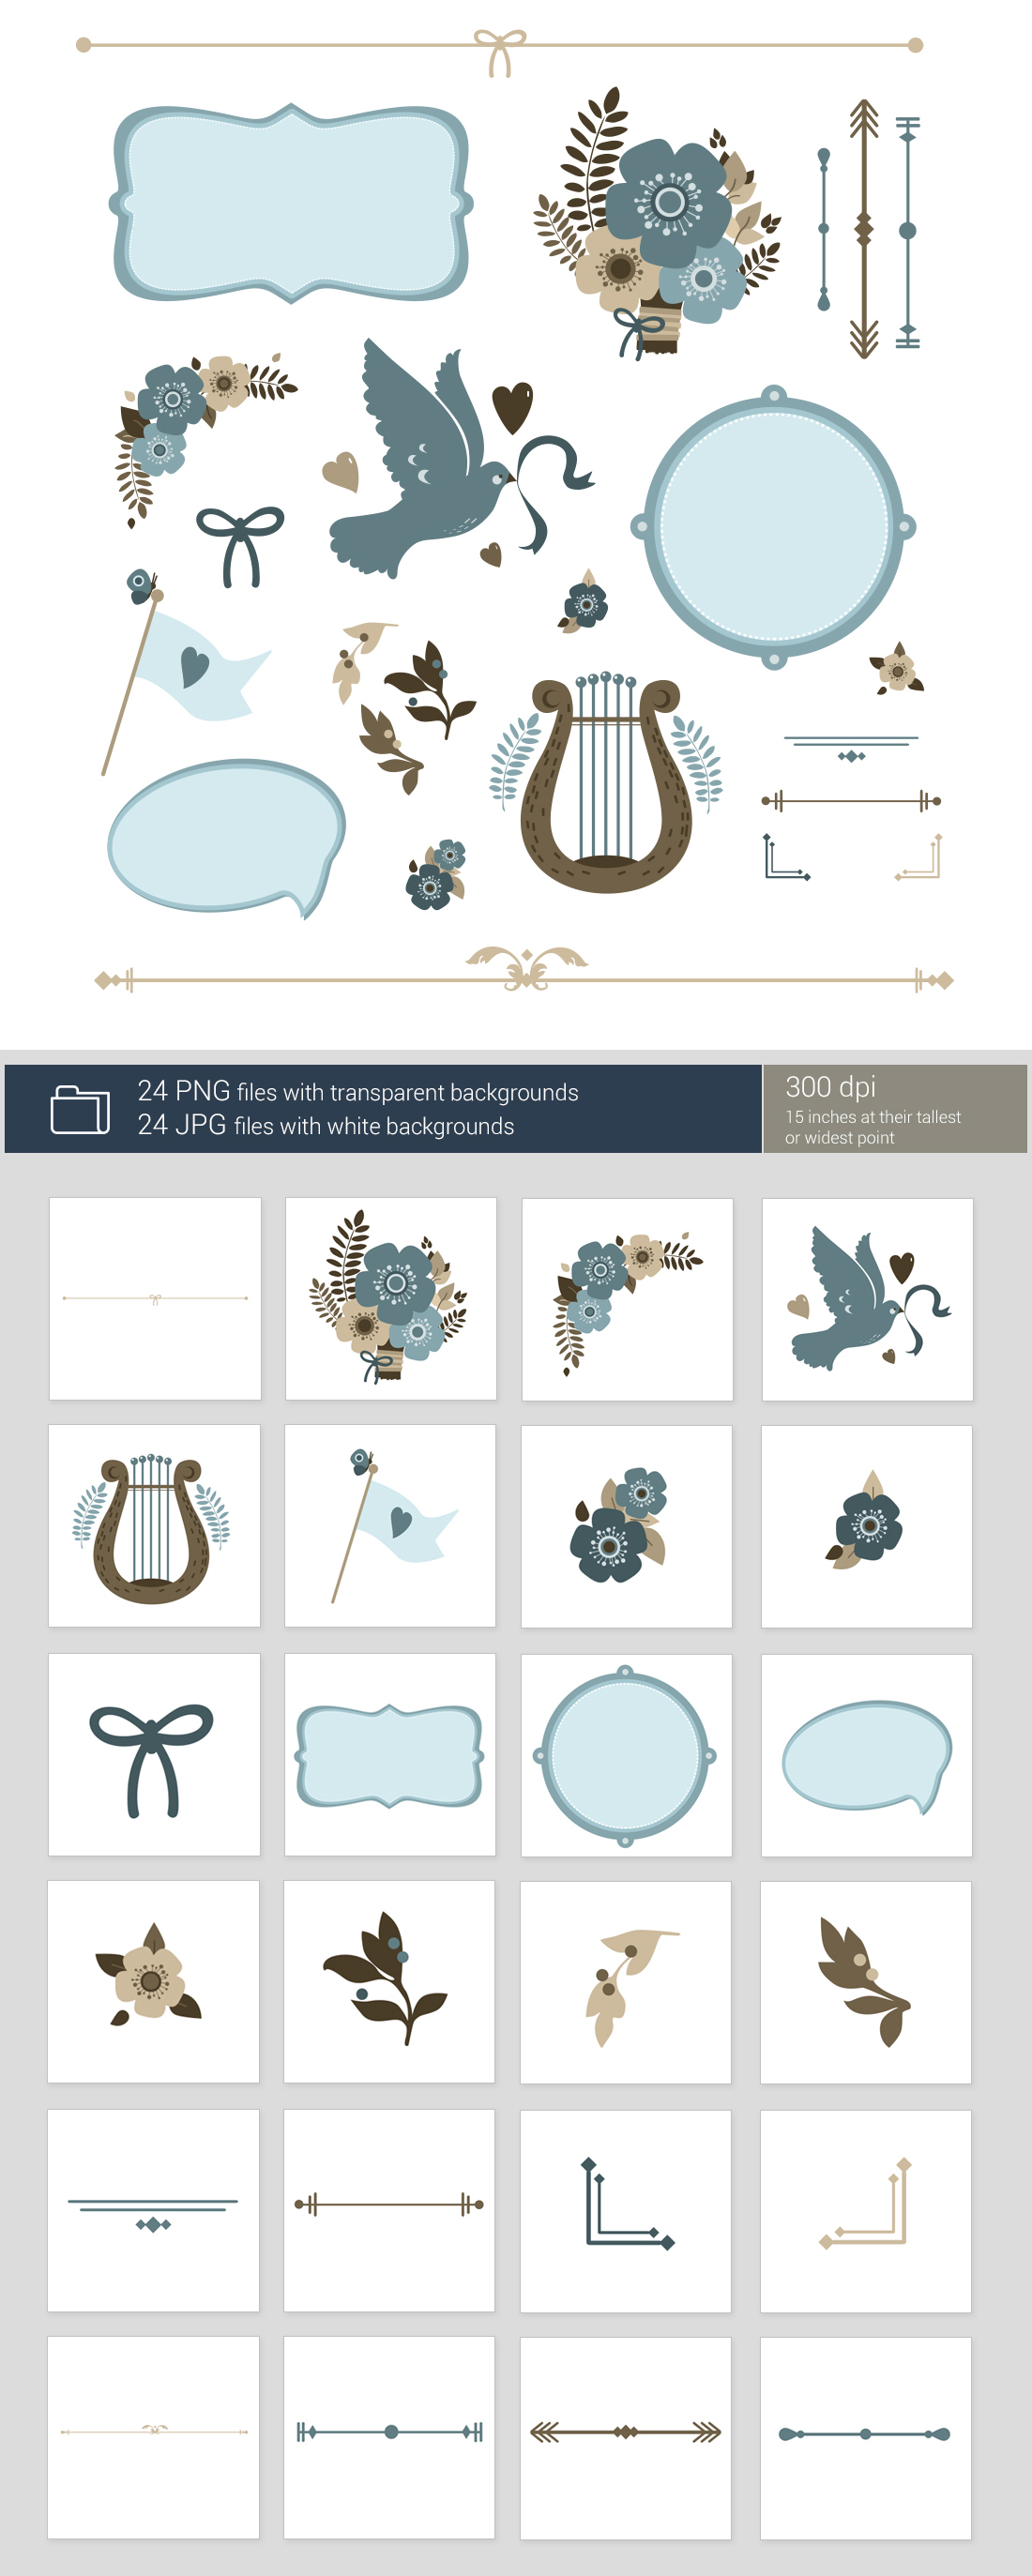 24 PNG files with transparent backgrounds
24 JPG files with white backgrounds
300 dpi
15 inches at their tallest
or widest point